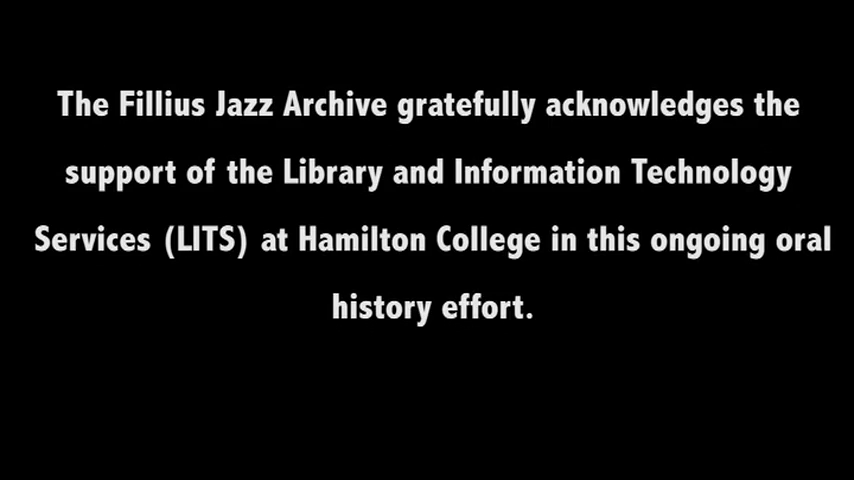 The Fillius Jazz Archive gratefully acknowledges the
support of the Library and Information Technology
Services (LITS) at Hamilton College in this ongoing oral
history effort.